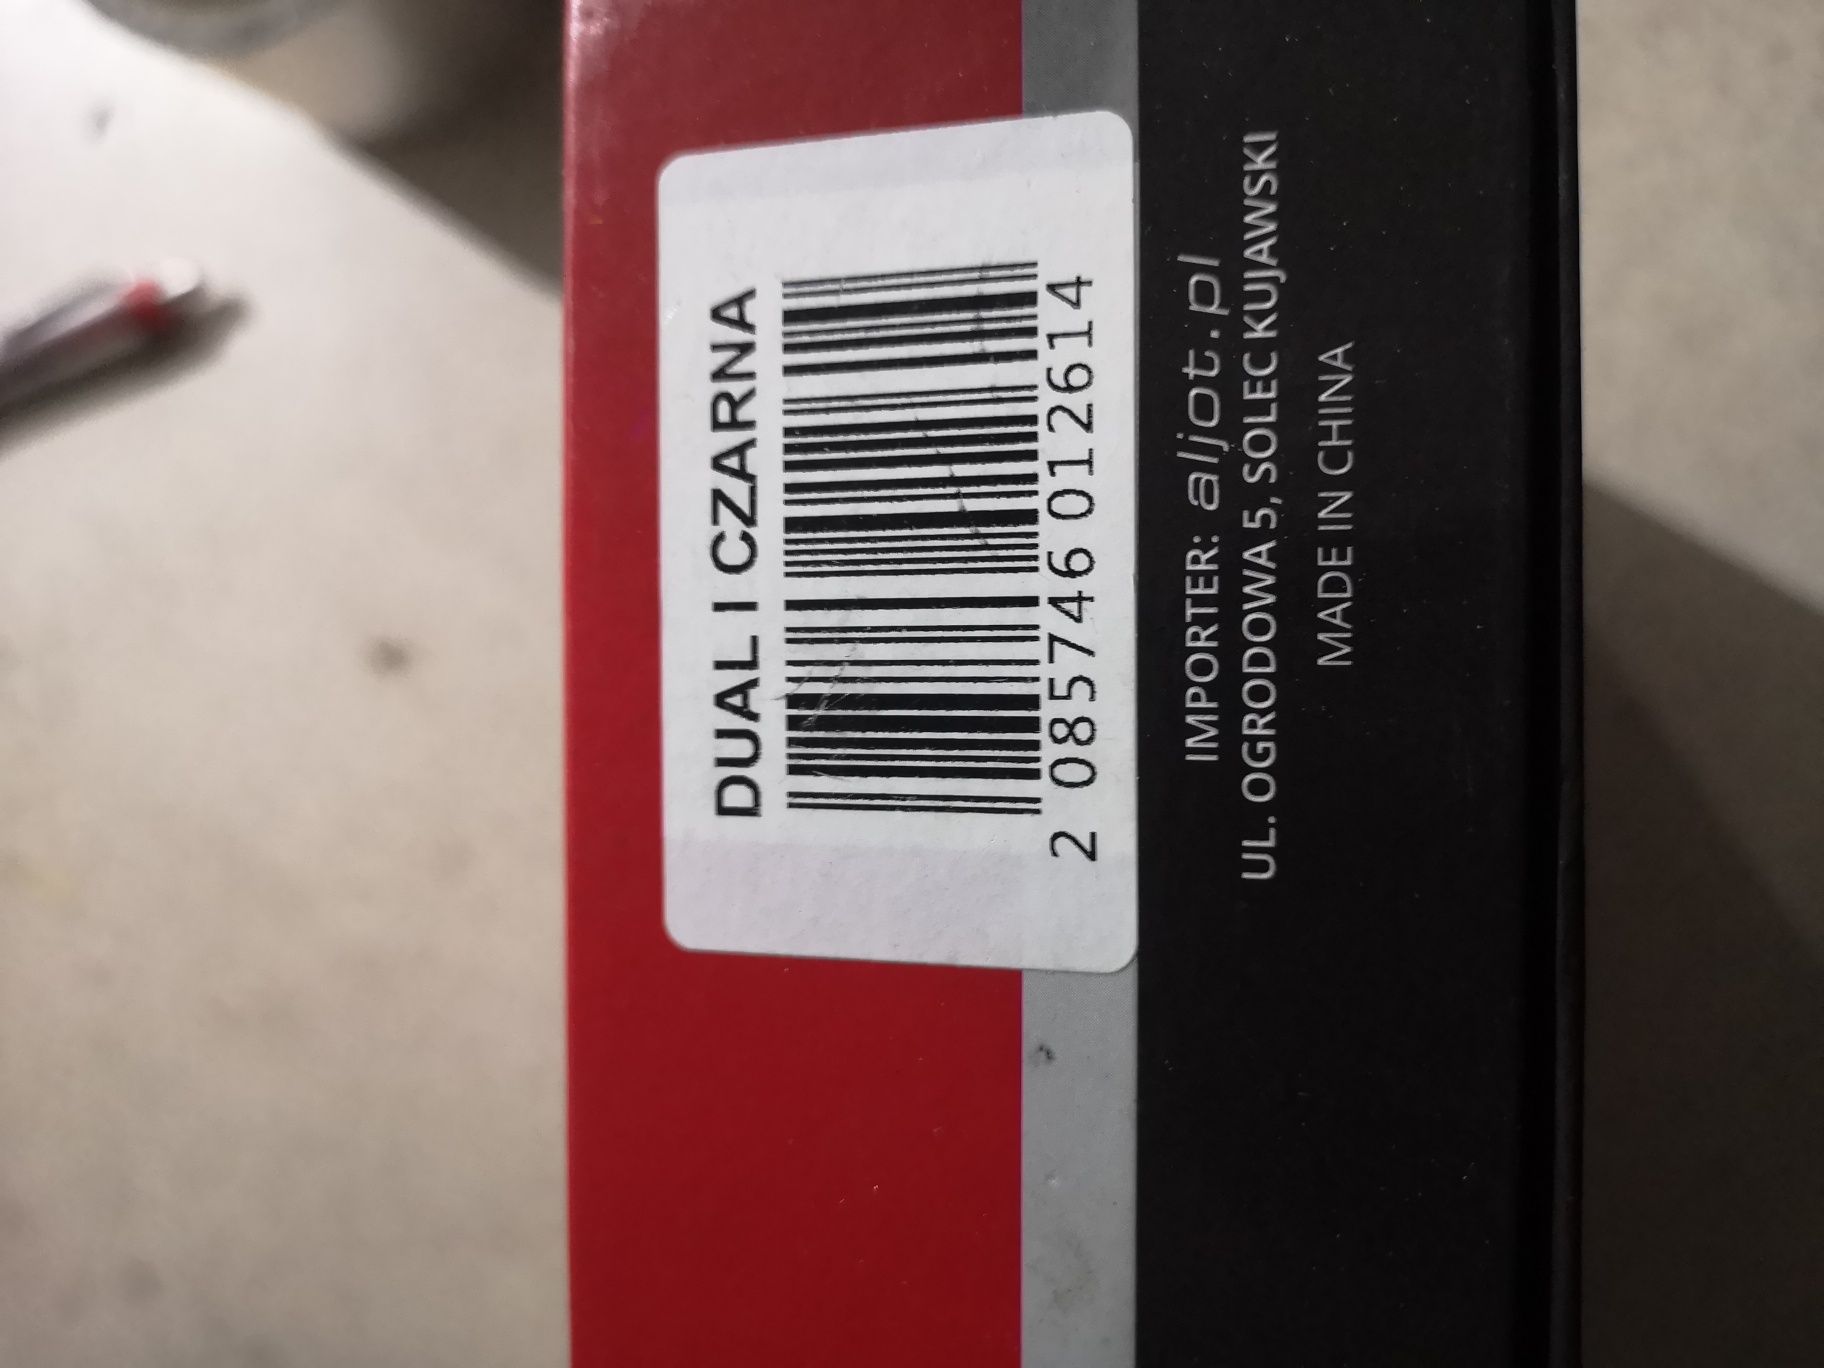 DUAL I CZARNA
2 085746 012614
IMPORTER: aljot.pl
UL. OGRODOWA 5, SOLEC KUJAWSKI
MADE IN CHINA